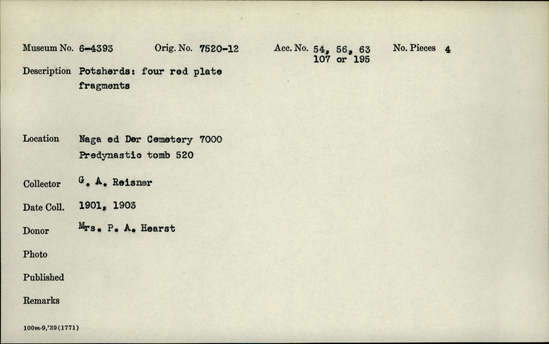 Museum No. 6-4393 Orig. No. 7520-12 Acc. No. 54, 56, 63 No. Pieces 4
107 or 195
Description Potsherds: four red plate
fragments
Location Naga ed Der Cemetery 7000
Predynastic tomb 520
Collector G. A. Reisner
Date Coll. 1901, 1903
Donor Mrs. P. A. Hearst
Photo
Published
Remarks
100m-9,'39(1771)